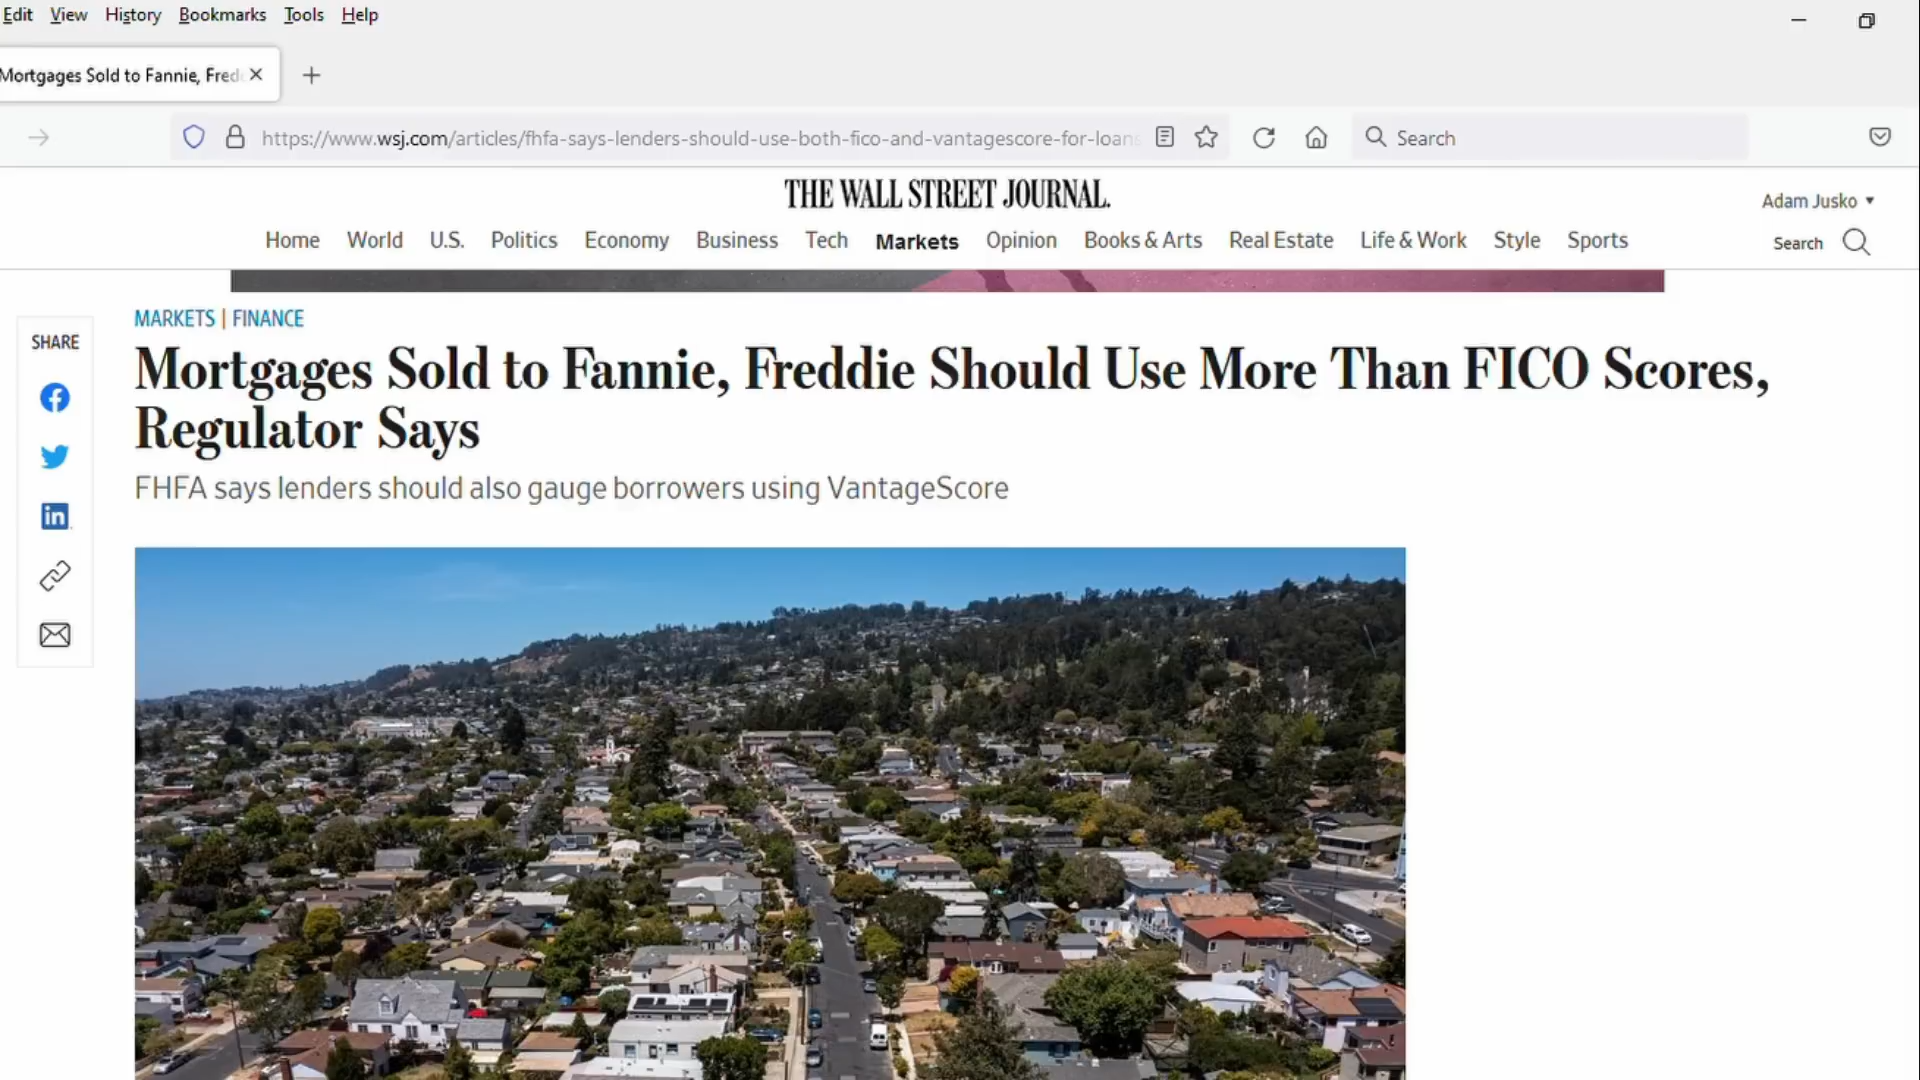 Edit View History Bookmarks Tools Help
Mortgages Sold to Fannie, Fred
https://www.wsj.com/articles/fhfa-says-lenders-should-use-both-fico-and-vantagescore-for-loans
Search
THE WALL STREET JOURNAL.
Adam Jusko
Home World U.S. Politics Economy Business Tech Markets Opinion Books & Arts Real Estate Life & Work Style Sports
Search
MARKETS | FINANCE
SHARE
Mortgages Sold to Fannie, Freddie Should Use More Than FICO Scores,
Regulator Says
FHFA says lenders should also gauge borrowers using VantageScore